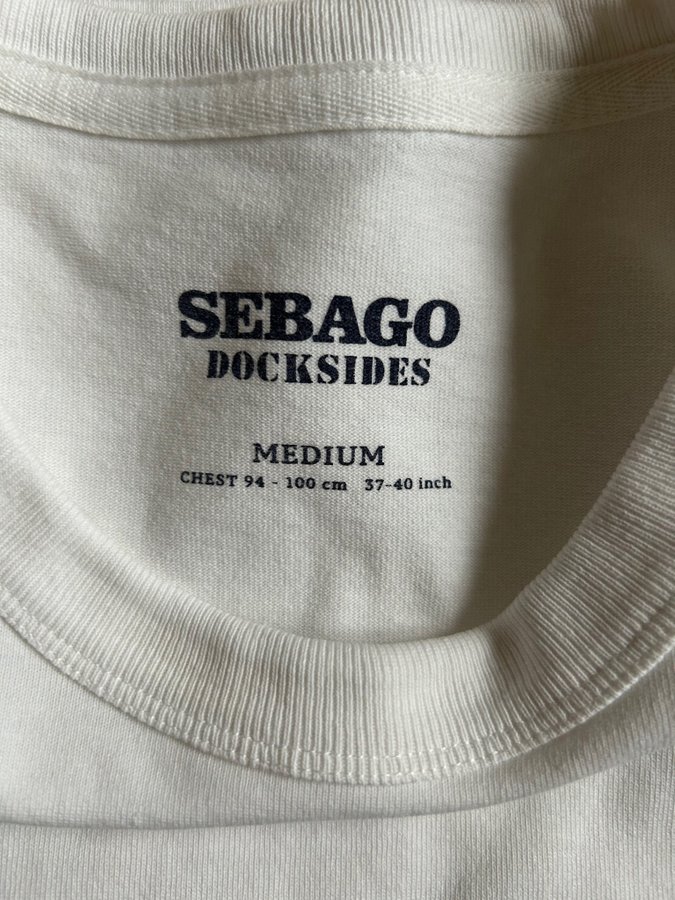 SEBAGO
DOCKSIDES
MEDIUM
CHEST 94 - 100 cm 37-40 inch